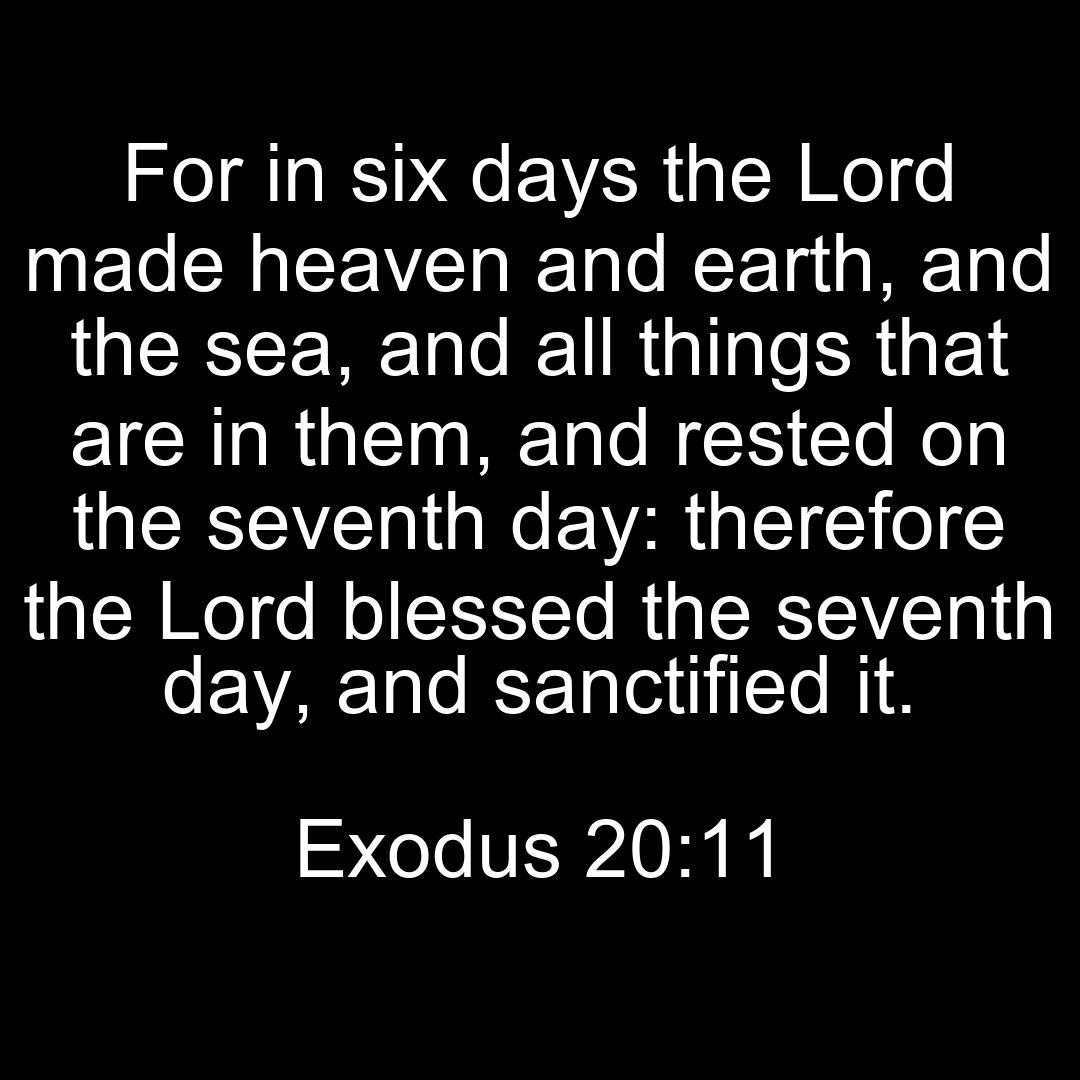 For in six days the Lord
made heaven and earth, and
the sea, and all things that
are in them, and rested on
the seventh day: therefore
the Lord blessed the seventh
day, and sanctified it.
Exodus 20:11